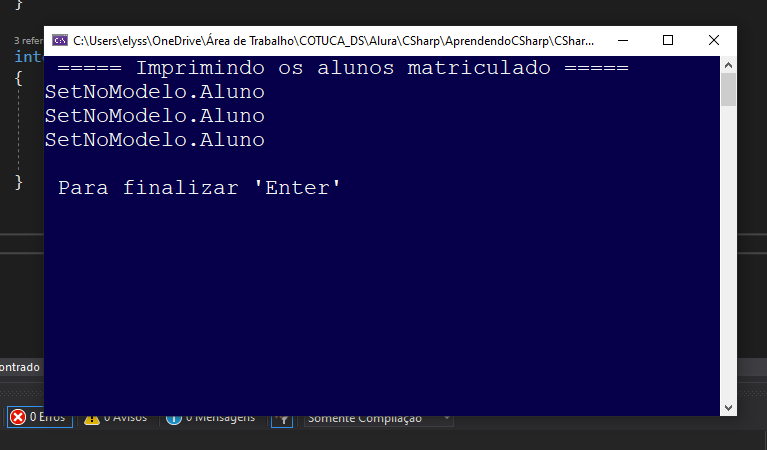 }
C:\Users\elyss\OneDrive\Área de Trabalho\COTUCA_DS\Alura\CSharp\AprendendoCSharp\CShar...
3 refer
inte
{
===== Imprimindo os alunos matriculado =====
SetNoModelo.Aluno
SetNoModelo.Aluno
SetNoModelo.Aluno
}
Para finalizar 'Enter'
ontrado
0 Erros
0 Avisos
0 Mensagens
Somente Compilação